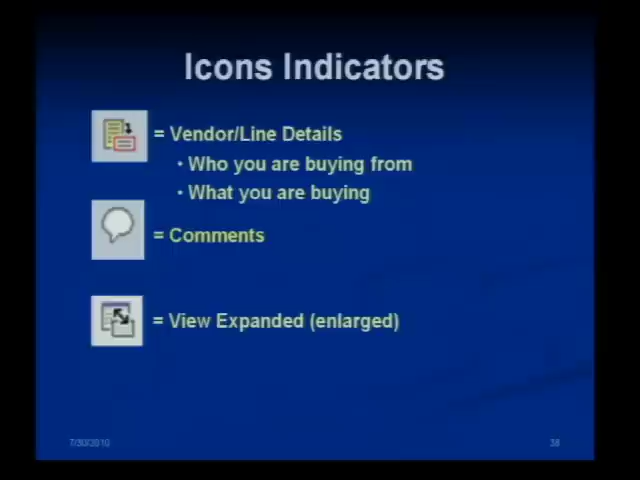 Icons Indicators
= Vendor/Line Details
• Who you are buying from
• What you are buying
= Comments
= View Expanded (enlarged)
7/30/2010
38